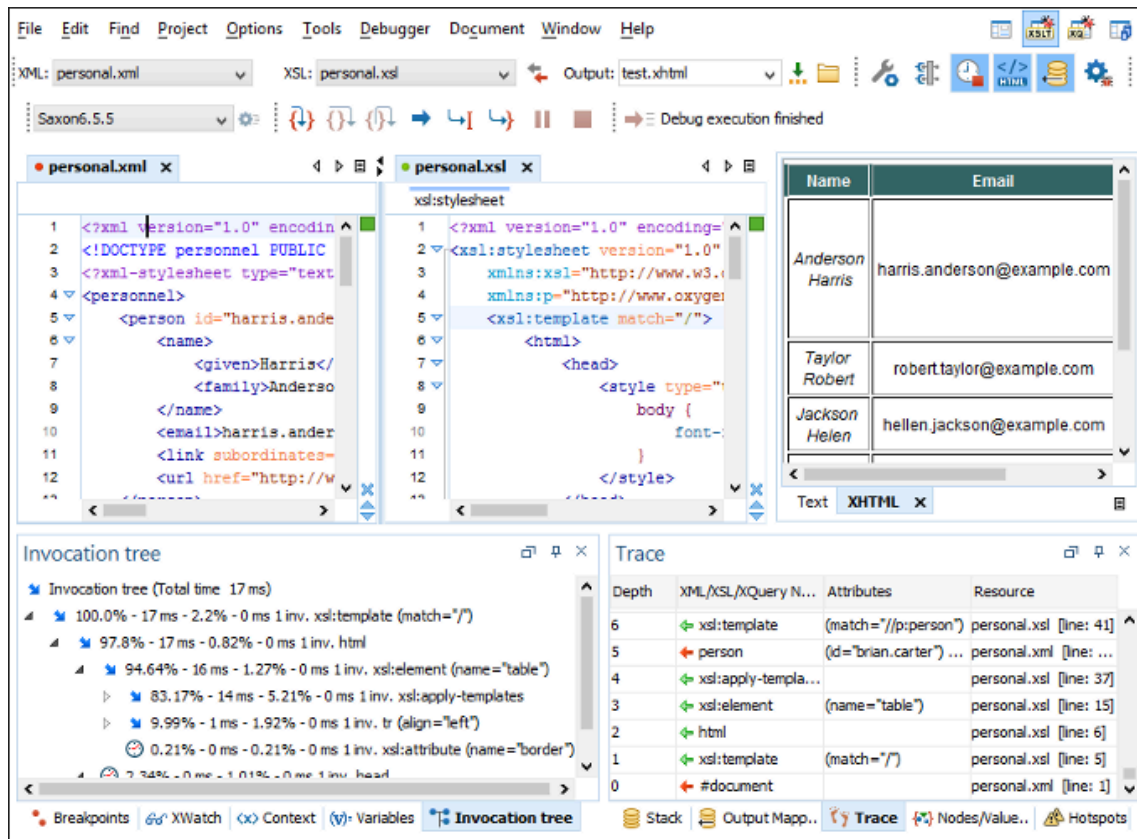 File Edit Find Project Options Tools Debugger Document Window Help
XSLT XQ
XML: personal.xml XSL: personal.xsl Output: test.xhtml
</> HTML
Saxon6.5.5 Debug execution finished
personal.xml
1 <?xml version="1.0" encodin
2 <!DOCTYPE personnel PUBLIC
3 <?xml-stylesheet type="text
4 <personnel>
5 <person id="harris.ande
6 <name>
7 <given>Harris</
8 <family>Anderso
9 </name>
10 <email>harris.ander
11 <link subordinates=
12 <url href="http://w
personal.xsl
xsl:stylesheet
1 <?xml version="1.0" encoding="
2 <xsl:stylesheet version="1.0"
3 xmlns:xsl="http://www.w3.
4 xmlns:p="http://www.oxyge
5 <xsl:template match="/">
6 <html>
7 <head>
8 <style type="
9 body {
10 font-
11 }
12 </style>
Name Email
Anderson Harris harris.anderson@example.com
Taylor Robert robert.taylor@example.com
Jackson Helen hellen.jackson@example.com
Text XHTML
Invocation tree
Invocation tree (Total time 17 ms)
100.0% - 17 ms - 2.2% - 0 ms 1 inv. xsl:template (match="/")
97.8% - 17 ms - 0.82% - 0 ms 1 inv. html
94.64% - 16 ms - 1.27% - 0 ms 1 inv. xsl:element (name="table")
83.17% - 14 ms - 5.21% - 0 ms 1 inv. xsl:apply-templates
9.99% - 1 ms - 1.92% - 0 ms 1 inv. tr (align="left")
0.21% - 0 ms - 0.21% - 0 ms 1 inv. xsl:attribute (name="border")
2.34% - 0 ms - 1.01% - 0 ms 1 inv. head
Breakpoints XWatch Context Variables Invocation tree
Trace
Depth XML/XSL/XQuery N... Attributes Resource
6 xsl:template (match="//p:person") personal.xsl [line: 41]
5 person (id="brian.carter") ... personal.xml [line: ...
4 xsl:apply-templa... personal.xsl [line: 37]
3 xsl:element (name="table") personal.xsl [line: 15]
2 html personal.xsl [line: 6]
1 xsl:template (match="/") personal.xsl [line: 5]
0 #document personal.xml [line: 1]
Stack Output Mapp.. Trace Nodes/Value.. Hotspots